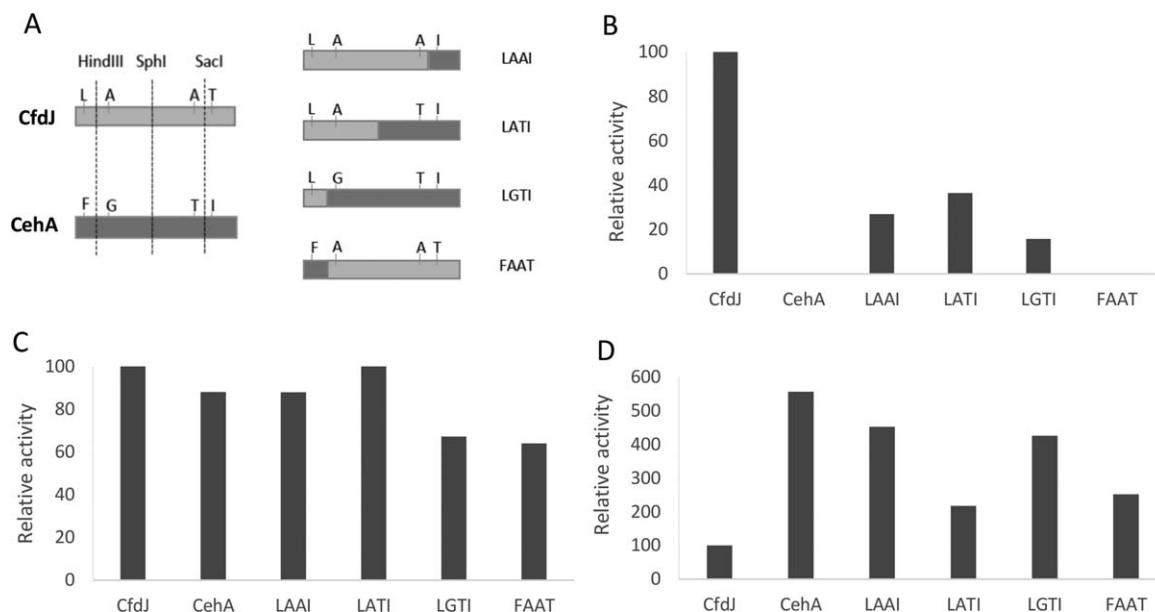 A
HindIII SphI SacI
L A A T
CfdJ
F G T I
CehA
L A A I
LAAI
L A T I
LATI
L G T I
LGTI
F A A T
FAAT
B
Relative activity
100
80
60
40
20
0
CfdJ CehA LAAI LATI LGTI FAAT
C
Relative activity
100
80
60
40
20
0
CfdJ CehA LAAI LATI LGTI FAAT
D
Relative activity
600
500
400
300
200
100
0
CfdJ CehA LAAI LATI LGTI FAAT